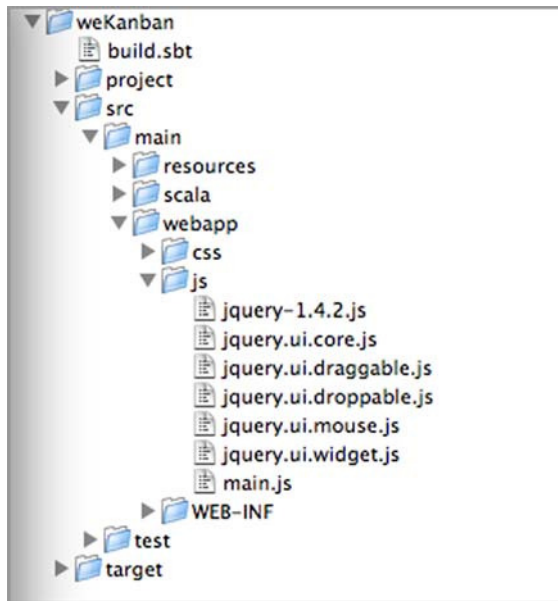 weKanban
build.sbt
project
src
main
resources
scala
webapp
css
js
jquery-1.4.2.js
jquery.ui.core.js
jquery.ui.draggable.js
jquery.ui.droppable.js
jquery.ui.mouse.js
jquery.ui.widget.js
main.js
WEB-INF
test
target